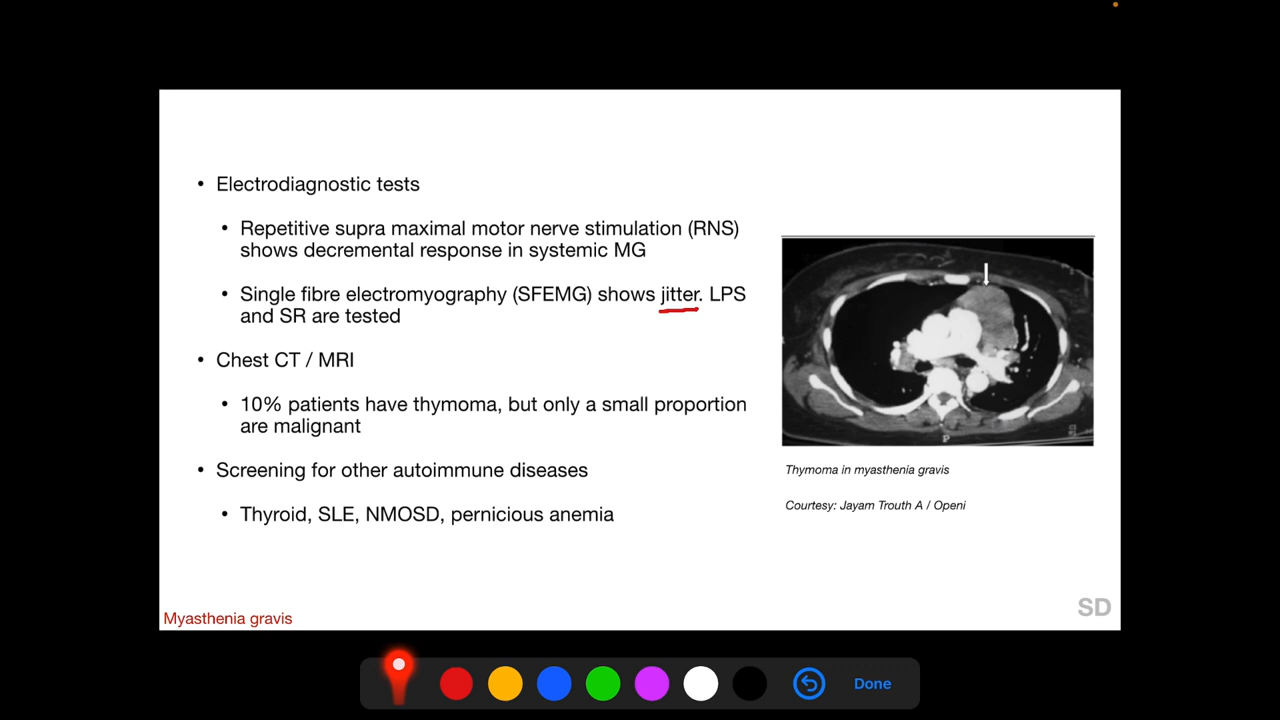 • Electrodiagnostic tests
• Repetitive supra maximal motor nerve stimulation (RNS)
shows decremental response in systemic MG
• Single fibre electromyography (SFEMG) shows jitter. LPS
and SR are tested
• Chest CT / MRI
• 10% patients have thymoma, but only a small proportion
are malignant
• Screening for other autoimmune diseases
• Thyroid, SLE, NMOSD, pernicious anemia
P
Thymoma in myasthenia gravis
Courtesy: Jayam Trouth A / Openi
Myasthenia gravis
SD
Done